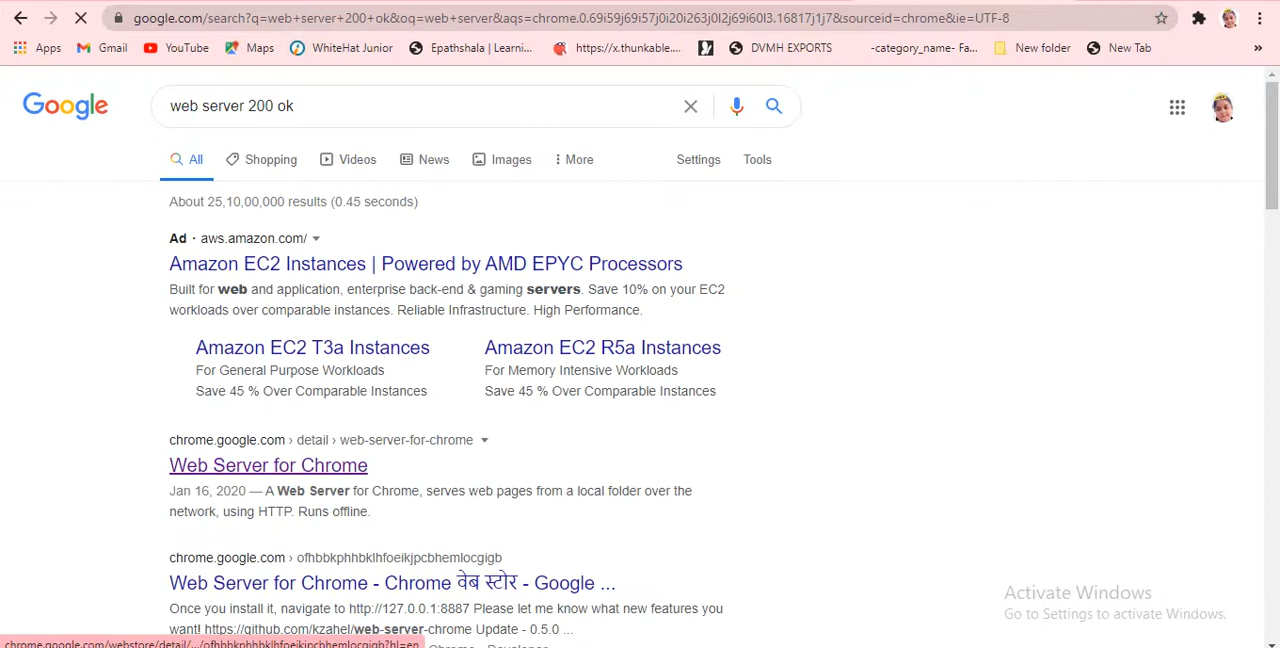 google.com/search?q=web+server+200+ok&oq=web+server&aqs=chrome.0.69i59j69i57j0i20i263j0l2j69i60l3.16817j1j7&sourceid=chrome&ie=UTF-8
Apps Gmail YouTube Maps WhiteHat Junior Epathshala | Learni... https://x.thunkable.... DVMH EXPORTS -category_name- Fa... New folder New Tab »
Google web server 200 ok
All Shopping Videos News Images More Settings Tools
About 25,10,00,000 results (0.45 seconds)
Ad · aws.amazon.com/
Amazon EC2 Instances | Powered by AMD EPYC Processors
Built for web and application, enterprise back-end & gaming servers. Save 10% on your EC2
workloads over comparable instances. Reliable Infrastructure. High Performance.
Amazon EC2 T3a Instances Amazon EC2 R5a Instances
For General Purpose Workloads For Memory Intensive Workloads
Save 45 % Over Comparable Instances Save 45 % Over Comparable Instances
chrome.google.com › detail › web-server-for-chrome
Web Server for Chrome
Jan 16, 2020 — A Web Server for Chrome, serves web pages from a local folder over the
network, using HTTP. Runs offline.
chrome.google.com › ofhbbkphhbklhfoeikjpcbhemlocgigb
Web Server for Chrome - Chrome वेब स्टोर - Google ...
Once you install it, navigate to http://127.0.0.1:8887 Please let me know what new features you
want! https://github.com/kzahel/web-server-chrome Update - 0.5.0 ...
chrome.google.com/webstore/detail/.../ofhbbkphhbklhfoeikjpcbhemlocgigb?hl=en
Activate Windows
Go to Settings to activate Windows.